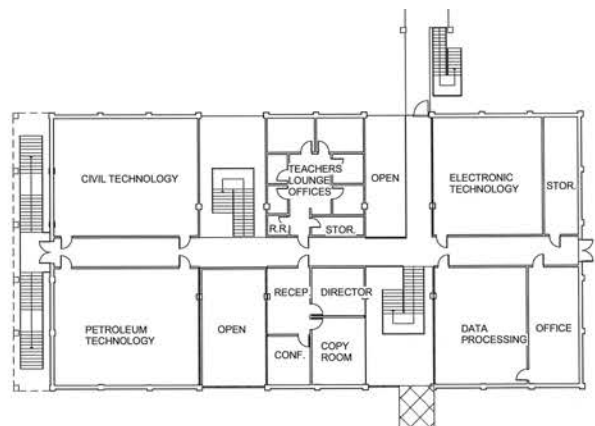 CIVIL TECHNOLOGY
TEACHERS
LOUNGE
OFFICES
OPEN
ELECTRONIC
TECHNOLOGY
STOR.
R.R.
STOR.
PETROLEUM
TECHNOLOGY
OPEN
RECEP.
DIRECTOR
CONF.
COPY
ROOM
DATA
PROCESSING
OFFICE